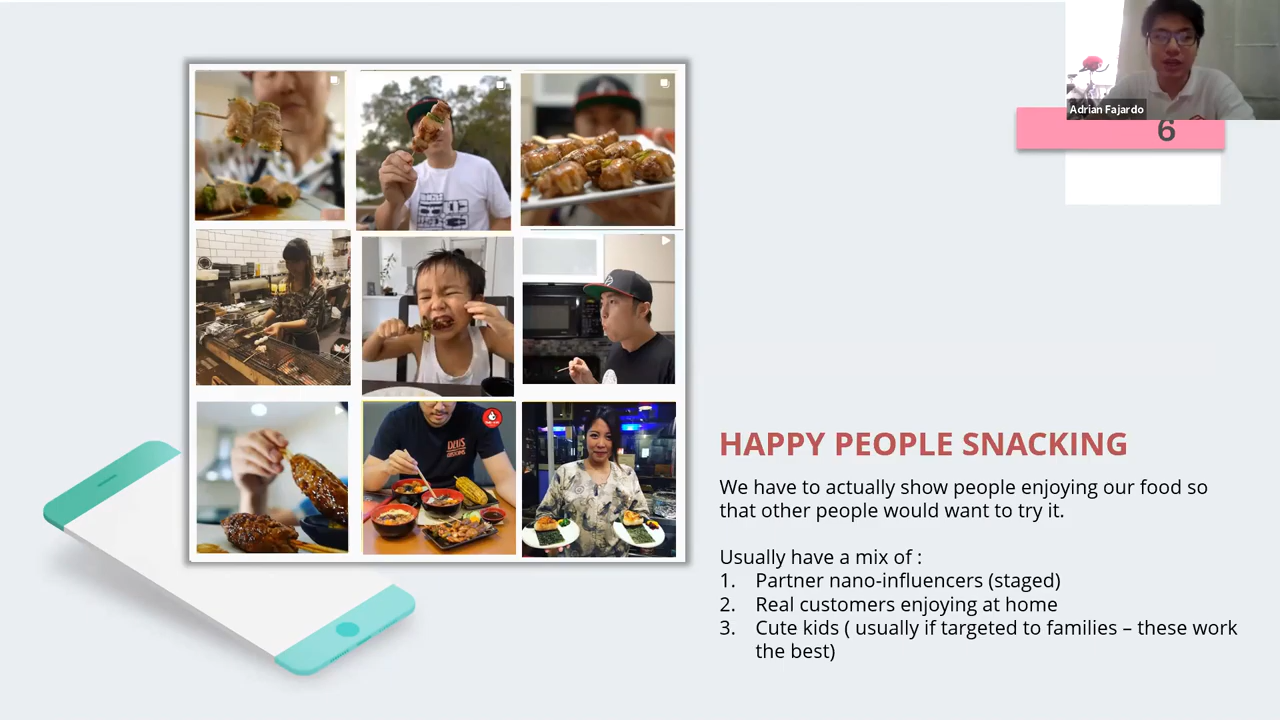 Adrian Fajardo
6
DEUS
CUSTOMS
HAPPY PEOPLE SNACKING
We have to actually show people enjoying our food so
that other people would want to try it.
Usually have a mix of :
1. Partner nano-influencers (staged)
2. Real customers enjoying at home
3. Cute kids ( usually if targeted to families – these work
the best)